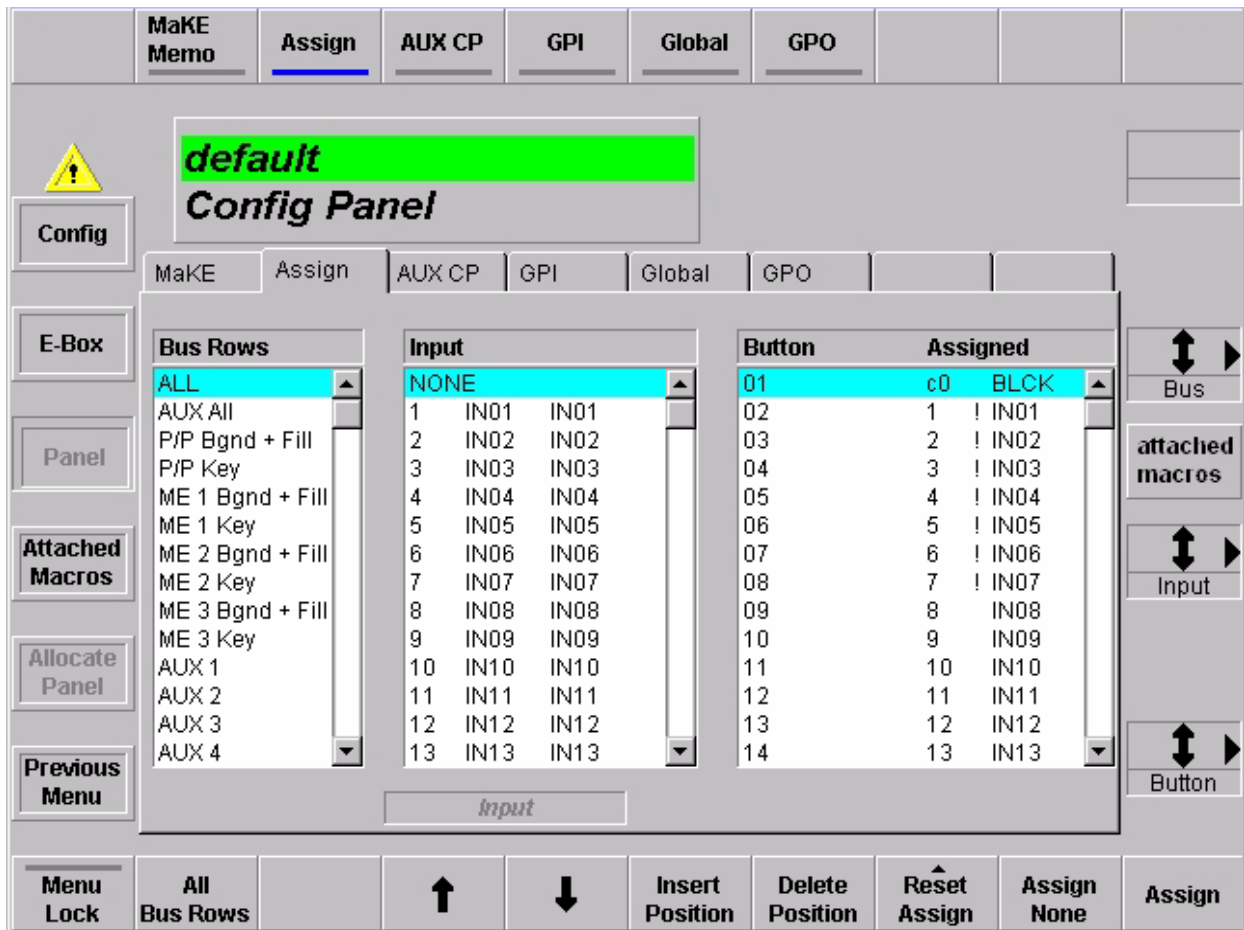 MaKE Memo Assign AUX CP GPI Global GPO
default
Config Panel
Config
MaKE Assign AUX CP GPI Global GPO
E-Box
Bus Rows Input Button Assigned
ALL NONE 01 c0 BLCK
AUX All 1 IN01 IN01 02 1 ! IN01
P/P Bgnd + Fill 2 IN02 IN02 03 2 ! IN02
P/P Key 3 IN03 IN03 04 3 ! IN03
ME 1 Bgnd + Fill 4 IN04 IN04 05 4 ! IN04
ME 1 Key 5 IN05 IN05 06 5 ! IN05
ME 2 Bgnd + Fill 6 IN06 IN06 07 6 ! IN06
ME 2 Key 7 IN07 IN07 08 7 ! IN07
ME 3 Bgnd + Fill 8 IN08 IN08 09 8 IN08
ME 3 Key 9 IN09 IN09 10 9 IN09
AUX 1 10 IN10 IN10 11 10 IN10
AUX 2 11 IN11 IN11 12 11 IN11
AUX 3 12 IN12 IN12 13 12 IN12
AUX 4 13 IN13 IN13 14 13 IN13
Input
Panel
Attached
Macros
Allocate
Panel
Previous
Menu
Bus
attached
macros
Input
Button
Menu Lock
All Bus Rows
Insert Position
Delete Position
Reset Assign
Assign None
Assign